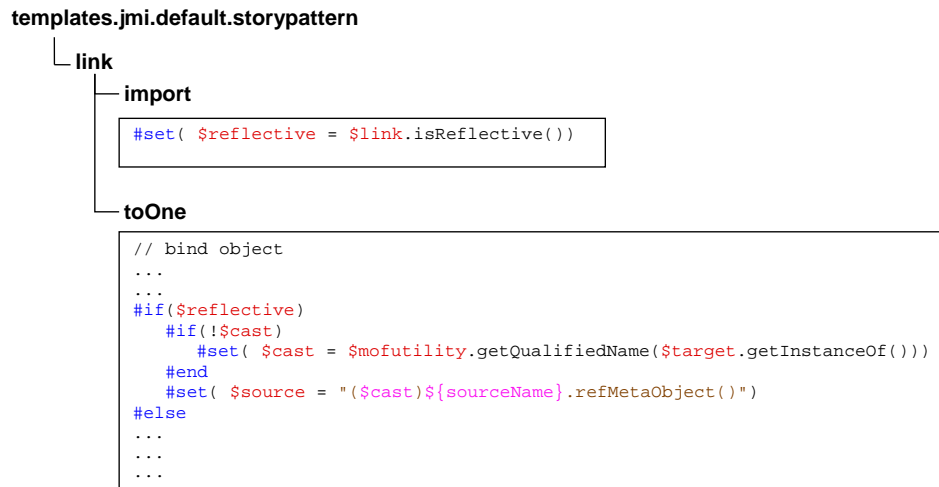 templates.jmi.default.storypattern
link
import
#set( $reflective = $link.isReflective())
toOne
// bind object
...
...
#if($reflective)
   #if(!$cast)
      #set( $cast = $mofutility.getQualifiedName($target.getInstanceOf()))
   #end
   #set( $source = "($cast)${sourceName}.refMetaObject()")
#else
...
...
...